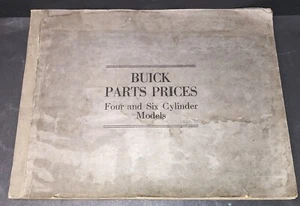 BUICK
PARTS PRICES
Four and Six Cylinder
Models